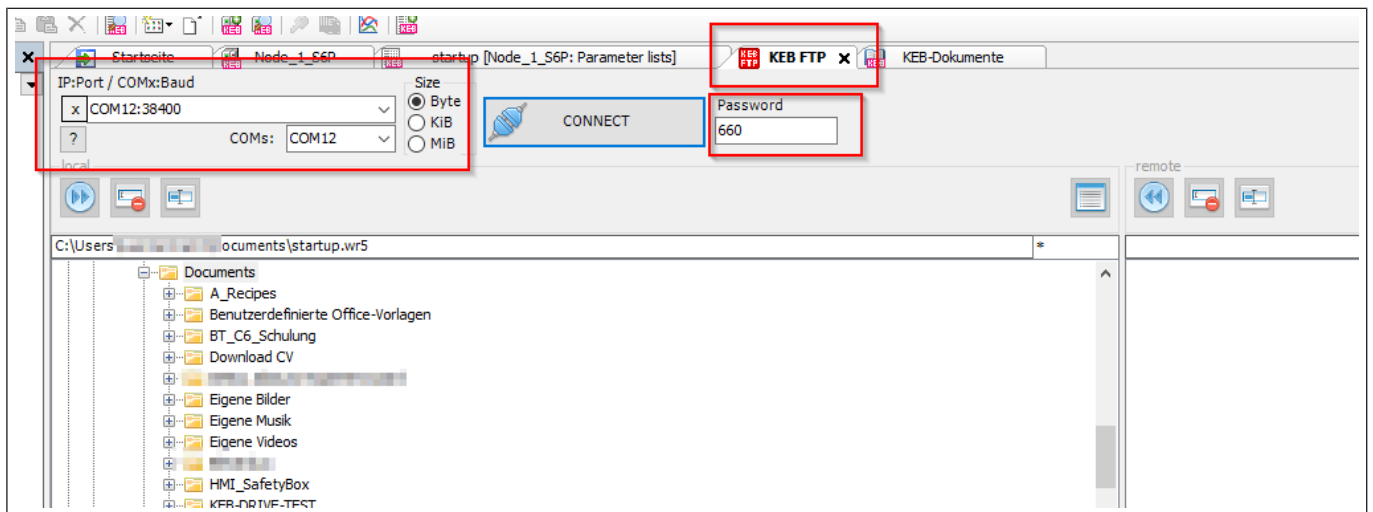 Startseite Node_1_S6P startup [Node_1_S6P: Parameter lists] KEB FTP KEB-Dokumente
IP:Port / COMx:Baud Size Password
x COM12:38400 Byte CONNECT 660
KiB
? COMs: COM12 MiB
local remote
C:\Users ocuments\startup.wr5 *
Documents
A_Recipes
Benutzerdefinierte Office-Vorlagen
BT_C6_Schulung
Download CV
Eigene Bilder
Eigene Musik
Eigene Videos
HMI_SafetyBox
KEB-DRIVE-TEST